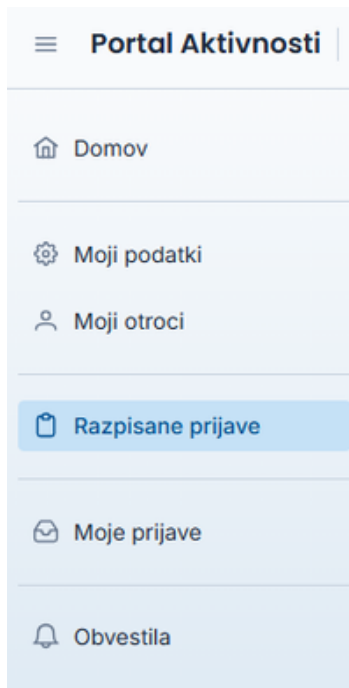 Portal Aktivnosti
Domov
Moji podatki
Moji otroci
Razpisane prijave
Moje prijave
Obvestila